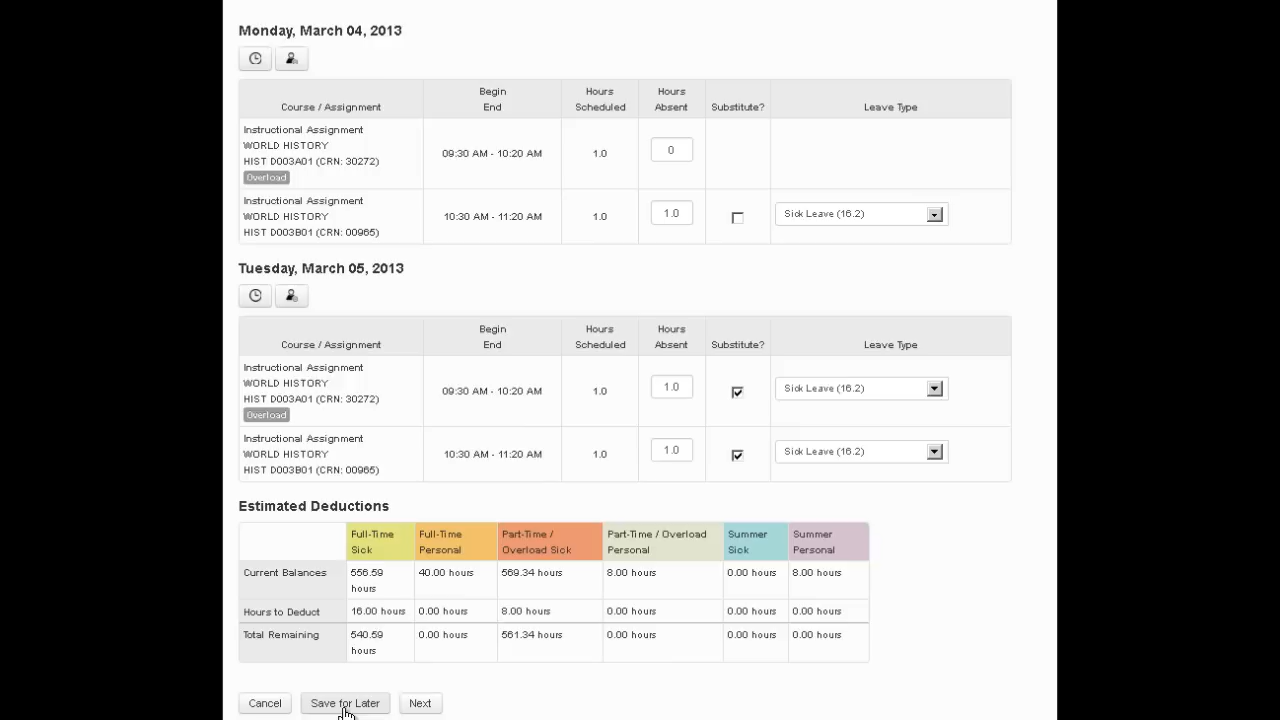 Monday, March 04, 2013
Course / Assignment
Begin
End
Hours
Scheduled
Hours
Absent
Substitute?
Leave Type
Instructional Assignment
WORLD HISTORY
HIST D003A01 (CRN: 30272)
Overload
09:30 AM - 10:20 AM
1.0
0
Instructional Assignment
WORLD HISTORY
HIST D003B01 (CRN: 00965)
10:30 AM - 11:20 AM
1.0
1.0
Sick Leave (16.2)
Tuesday, March 05, 2013
Course / Assignment
Begin
End
Hours
Scheduled
Hours
Absent
Substitute?
Leave Type
Instructional Assignment
WORLD HISTORY
HIST D003A01 (CRN: 30272)
Overload
09:30 AM - 10:20 AM
1.0
1.0
Sick Leave (16.2)
Instructional Assignment
WORLD HISTORY
HIST D003B01 (CRN: 00965)
10:30 AM - 11:20 AM
1.0
1.0
Sick Leave (16.2)
Estimated Deductions
Full-Time
Sick
Full-Time
Personal
Part-Time /
Overload Sick
Part-Time / Overload
Personal
Summer
Sick
Summer
Personal
Current Balances
556.59
hours
40.00 hours
569.34 hours
8.00 hours
0.00 hours
8.00 hours
Hours to Deduct
16.00 hours
0.00 hours
8.00 hours
0.00 hours
0.00 hours
0.00 hours
Total Remaining
540.59
hours
0.00 hours
561.34 hours
0.00 hours
0.00 hours
0.00 hours
Cancel
Save for Later
Next